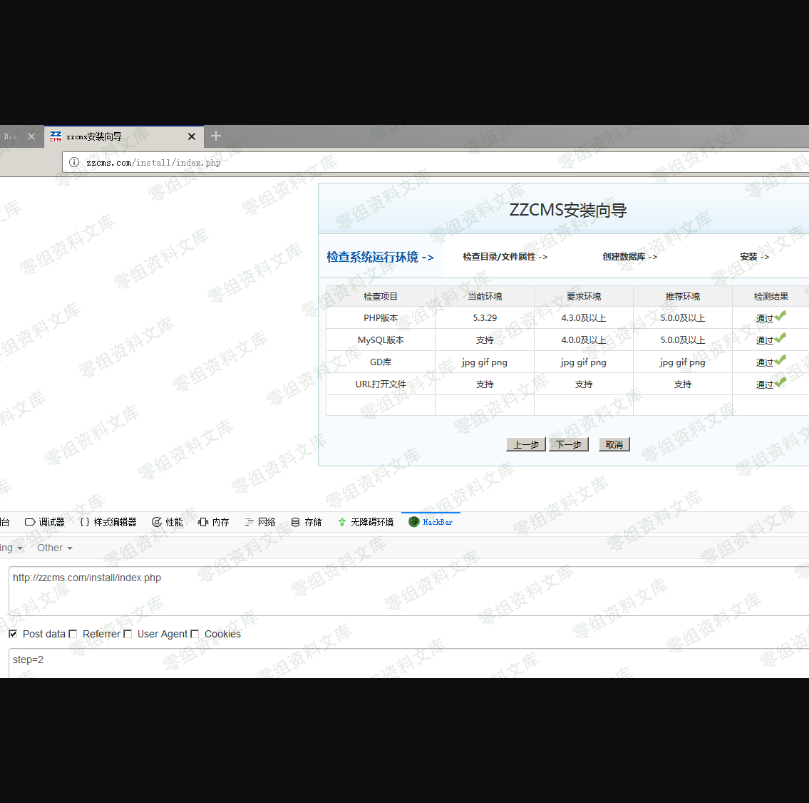 Dis
zzcms安装向导
zzcms.com/install/index.php
ZZCMS安装向导
检查系统运行环境 -> 检查目录/文件属性 -> 创建数据库 -> 安装 ->
检查项目 当前环境 要求环境 推荐环境 检测结果
PHP版本 5.3.29 4.3.0及以上 5.0.0及以上 通过
MySQL版本 支持 4.0.0及以上 5.0.0及以上 通过
GD库 jpg gif png jpg gif png jpg gif png 通过
URL打开文件 支持 支持 支持 通过
上一步 下一步 取消
台 调试器 {} 样式编辑器 性能 内存 网络 存储 无障碍环境 HackBar
ing Other
http://zzcms.com/install/index.php
Post data Referrer User Agent Cookies
step=2
零组资料文库